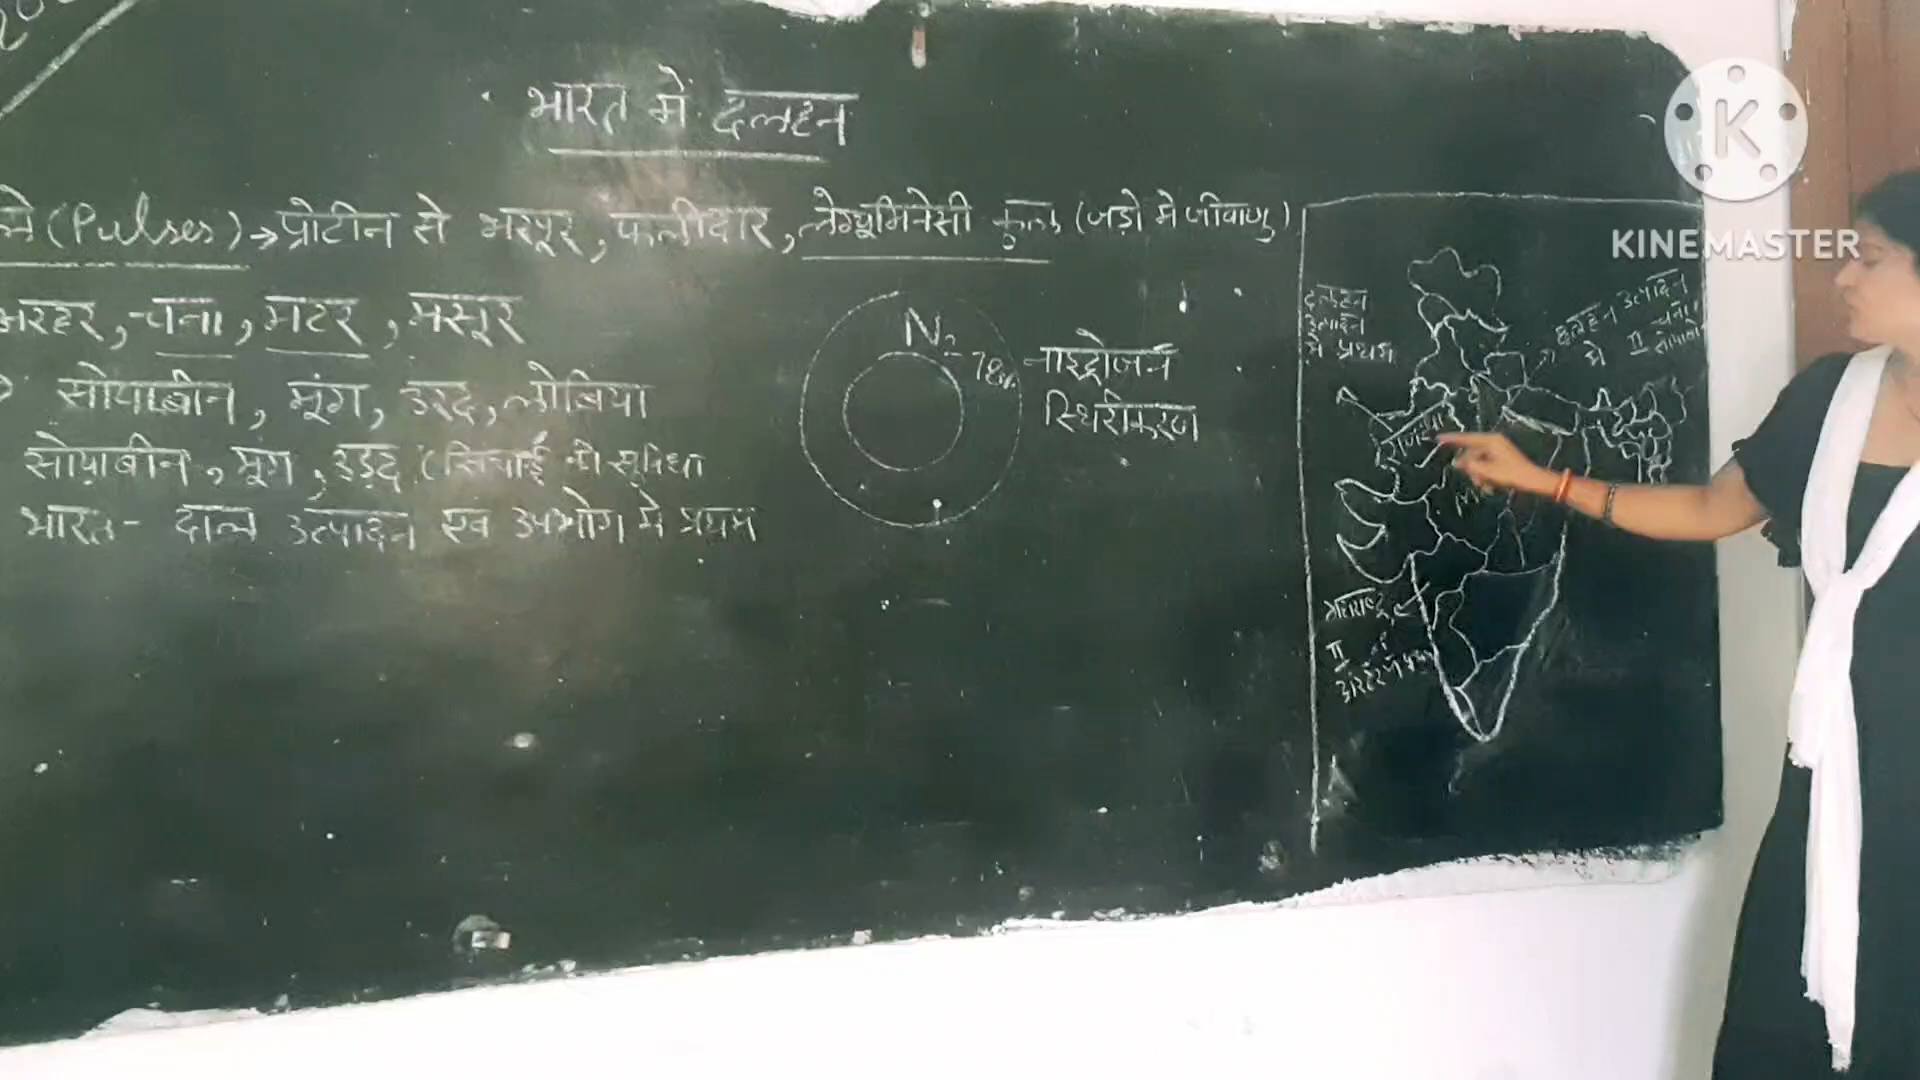 भारत में दलहन
(Pulses) → प्रोटीन से भरपूर, फलीदार, लेग्यूमिनेसी कुल (जड़ो मे जीवाणु)
अरहर, चना, मटर, मसूर
सोयाबीन, मूंग, उरद, लोबिया
सोयाबीन, मूंग, उड़द (सिचाई की सुविधा
भारत - दाल उत्पादन एव उपभोग मे प्रथम
N2
78%
नाइट्रोजन
स्थिरीकरण
दलहन
उत्पादन
मे प्रथम
दलहन उत्पादन
मे II
महाराष्ट्र
II
K
KINEMASTER